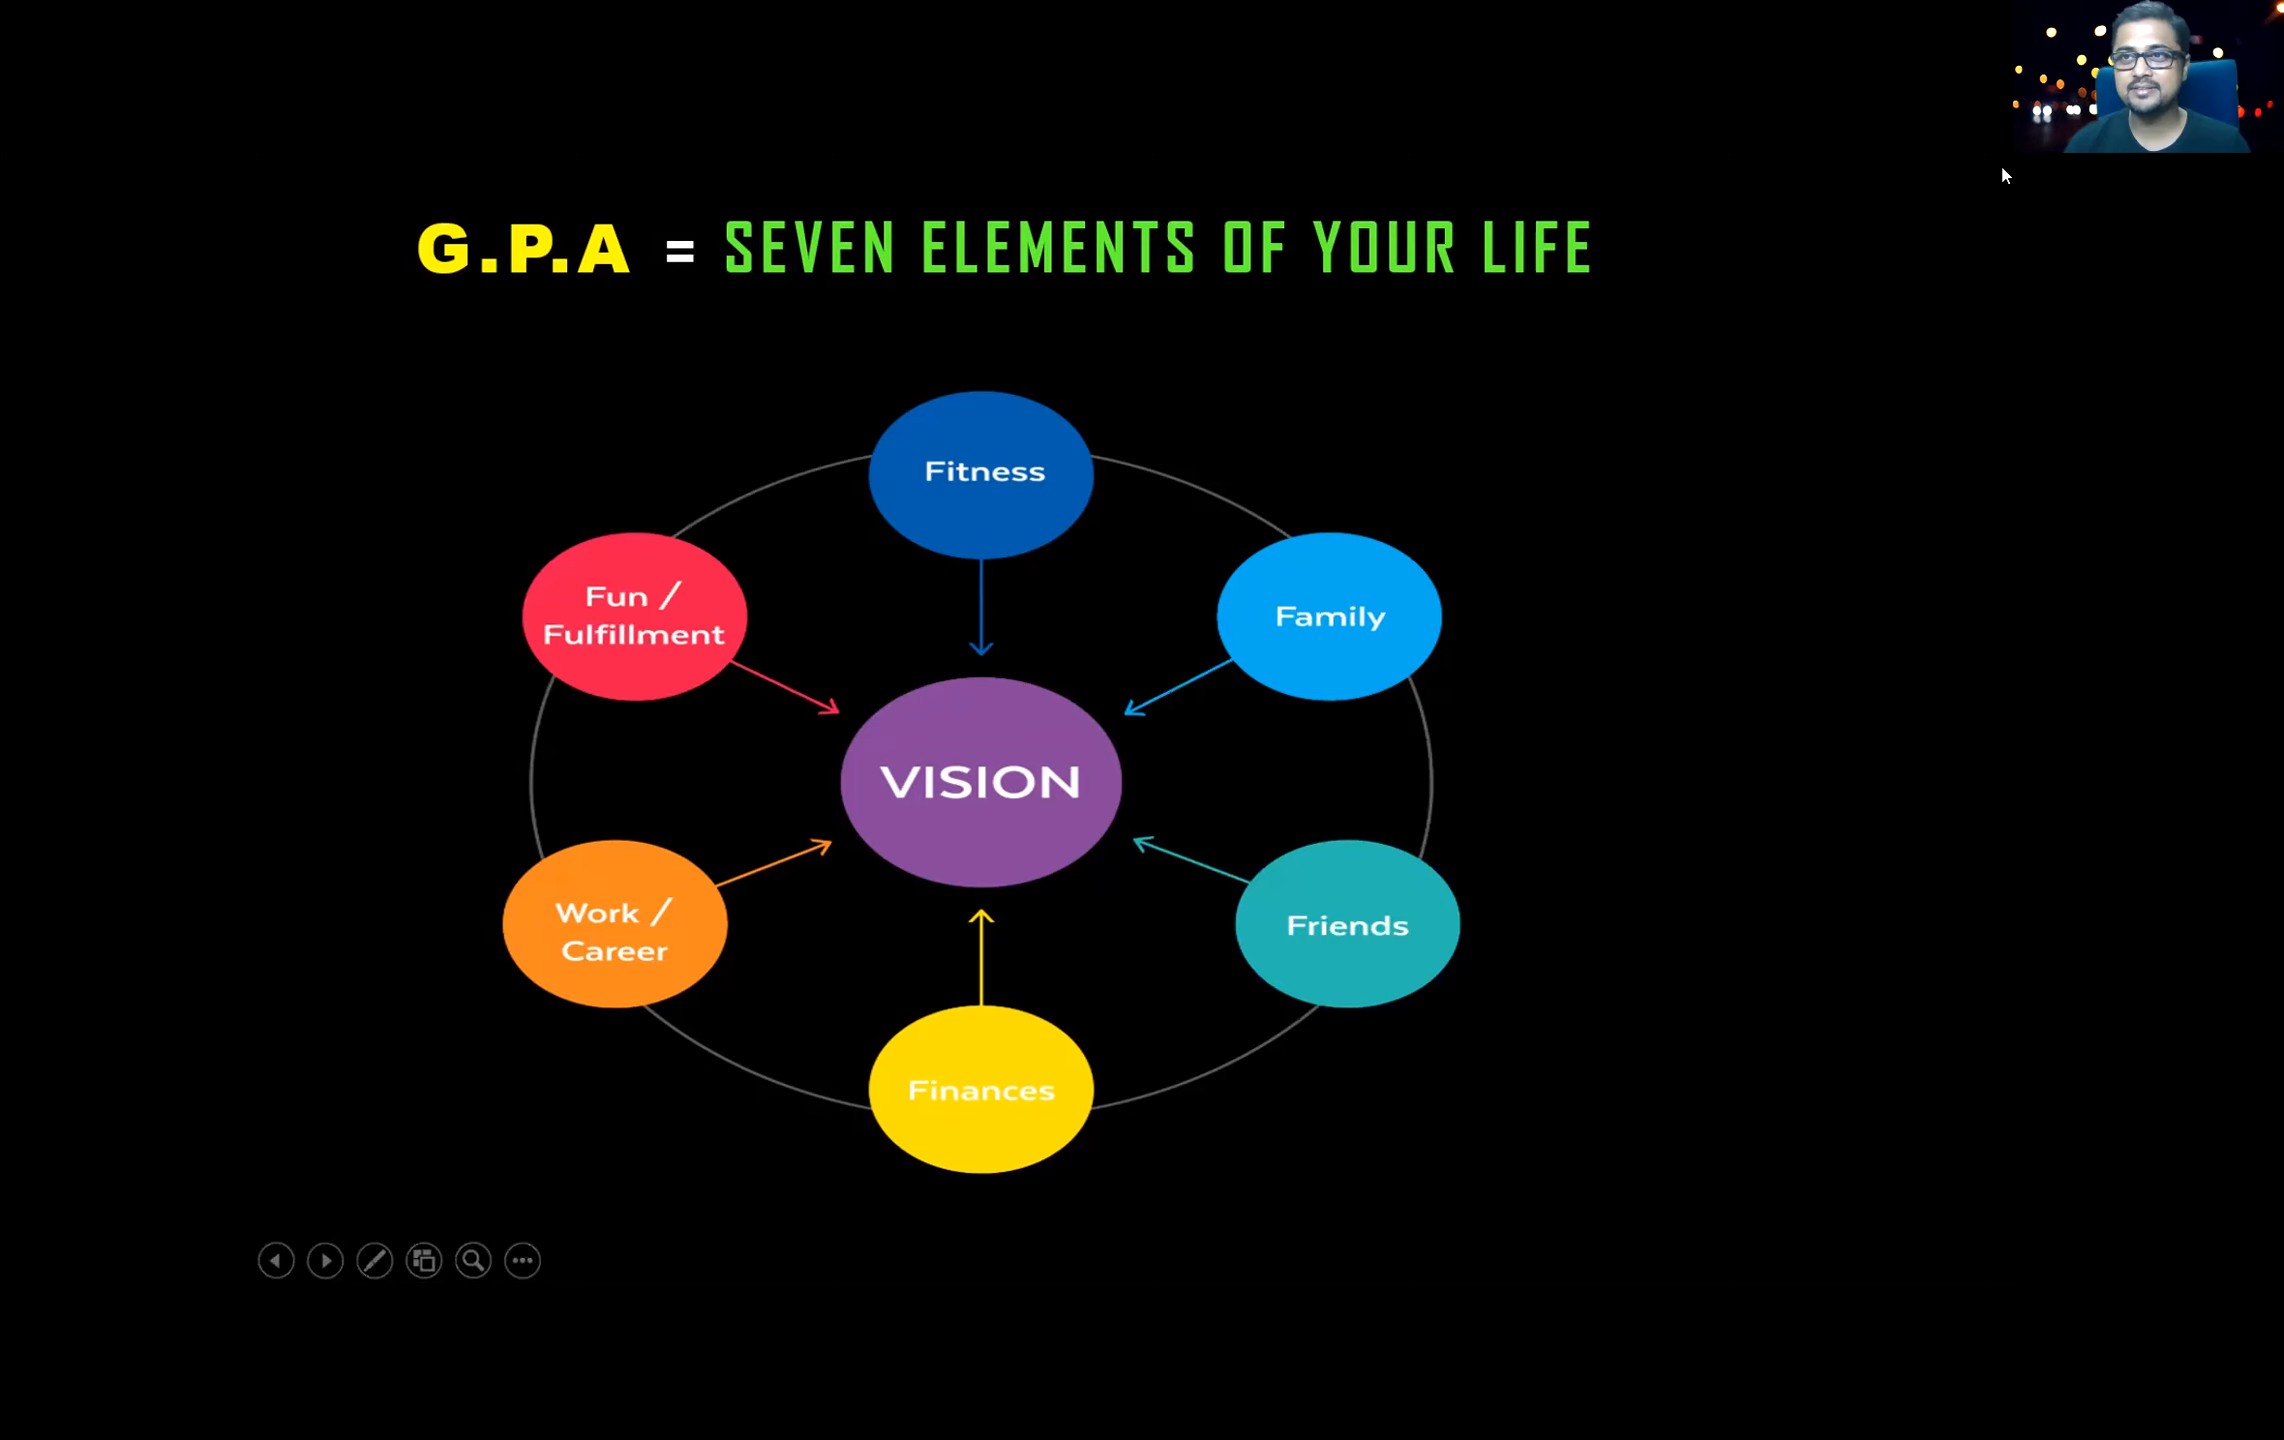 G.P.A = SEVEN ELEMENTS OF YOUR LIFE
Fitness
Fun /
Fulfillment
Family
VISION
Work /
Career
Friends
Finances